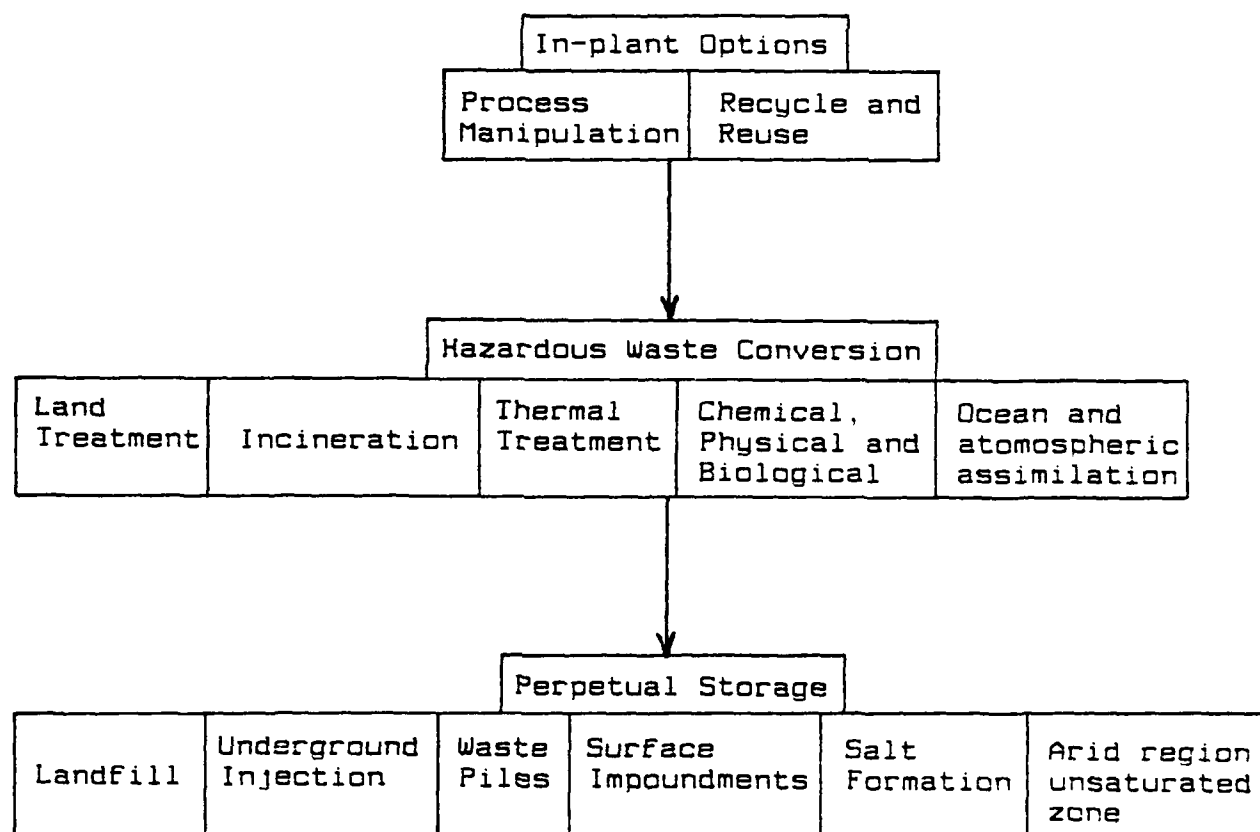 In-plant Options
Process
Manipulation
Recycle and
Reuse
Hazardous Waste Conversion
Land
Treatment
Incineration
Thermal
Treatment
Chemical,
Physical and
Biological
Ocean and
atomospheric
assimilation
Perpetual Storage
Landfill
Underground
Injection
Waste
Piles
Surface
Impoundments
Salt
Formation
Arid region
unsaturated
zone